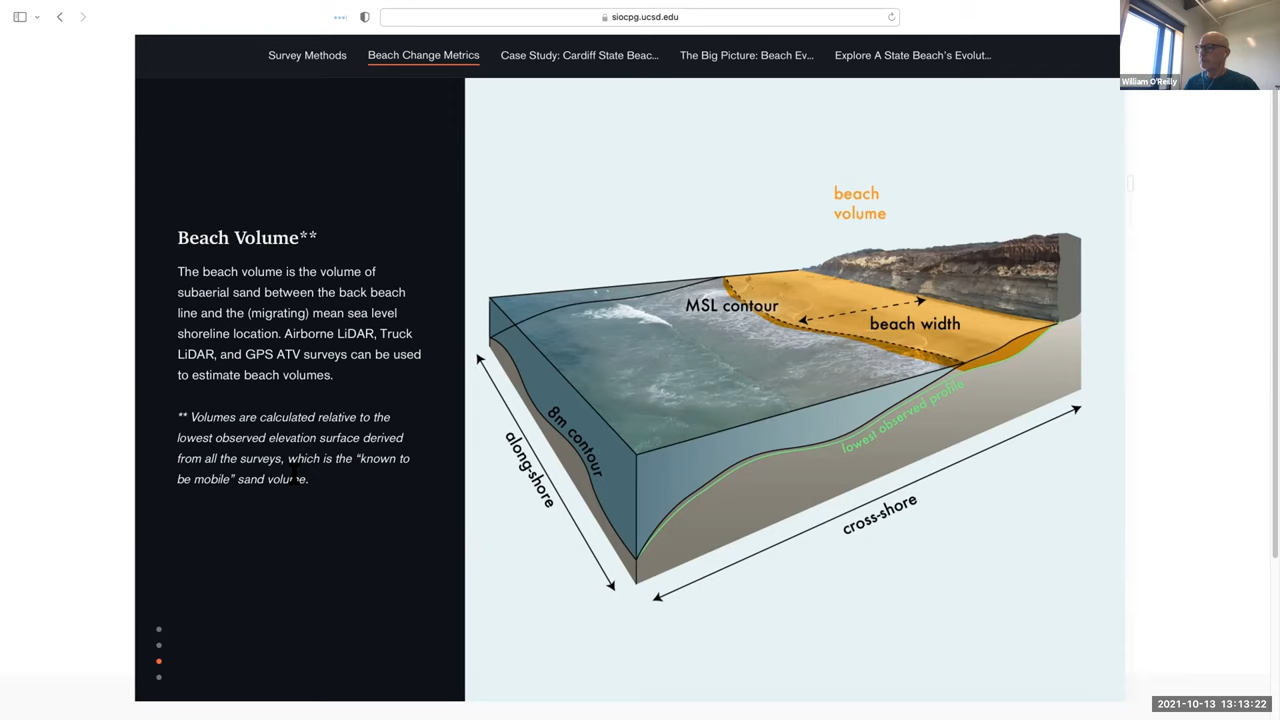 siocpg.ucsd.edu
Survey Methods
Beach Change Metrics
Case Study: Cardiff State Beac...
The Big Picture: Beach Ev...
Explore A State Beach's Evolut...
William O'Reilly
Beach Volume**
The beach volume is the volume of
subaerial sand between the back beach
line and the (migrating) mean sea level
shoreline location. Airborne LiDAR, Truck
LiDAR, and GPS ATV surveys can be used
to estimate beach volumes.
** Volumes are calculated relative to the
lowest observed elevation surface derived
from all the surveys, which is the “known to
be mobile” sand volume.
beach
volume
MSL contour
beach width
lowest observed profile
8m contour
along-shore
cross-shore
2021-10-13 13:13:22